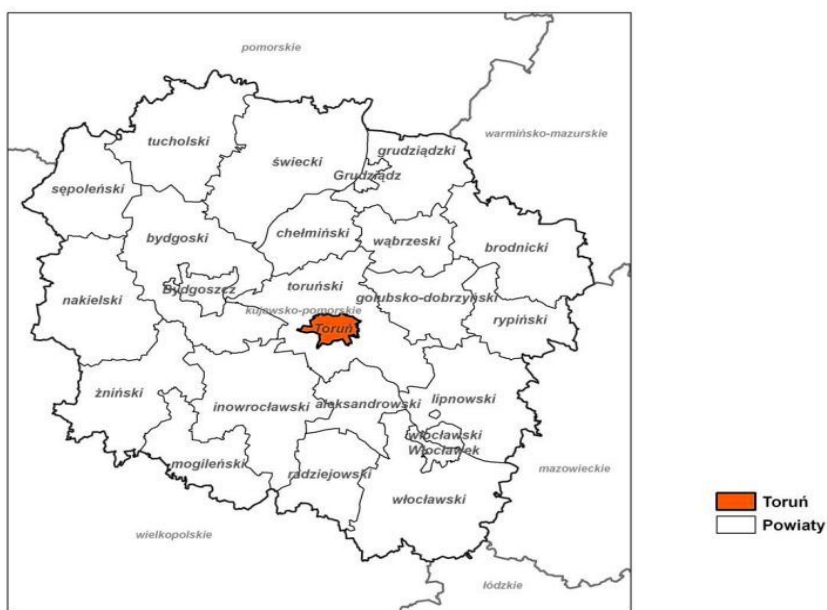 pomorskie
warmińsko-mazurskie
tucholski
grudziądzki
świecki
Grudziądz
sępoleński
chełmiński
bydgoski
wąbrzeski
brodnicki
toruński
Bydgoszcz
nakielski
golubsko-dobrzyński
kujawsko-pomorskie
rypiński
Toruń
żniński
lipnowski
inowrocławski
aleksandrowski
włocławski
Włocławek
mogileński
radziejowski
mazowieckie
włocławski
Toruń
Powiaty
wielkopolskie
łódzkie